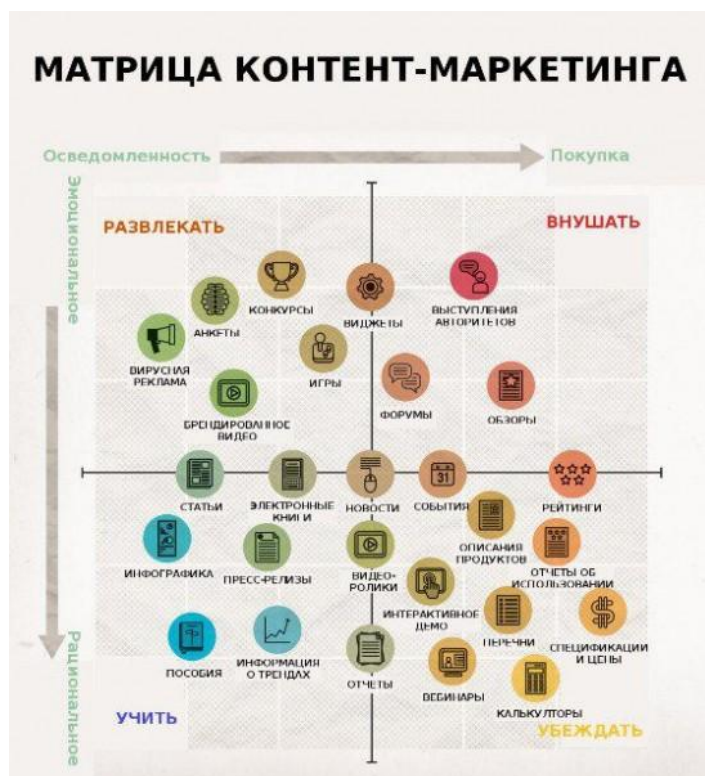 МАТРИЦА КОНТЕНТ-МАРКЕТИНГА
Осведомленность
Покупка
Эмоциональное
РАЗВЛЕКАТЬ
ВНУШАТЬ
КОНКУРСЫ
АНКЕТЫ
ВИДЖЕТЫ
ВЫСТУПЛЕНИЯ
АВТОРИТЕТОВ
ВИРУСНАЯ
РЕКЛАМА
ИГРЫ
ФОРУМЫ
ОБЗОРЫ
БРЕНДИРОВАННОЕ
ВИДЕО
31
СТАТЬИ
ЭЛЕКТРОННЫЕ
КНИГИ
НОВОСТИ
СОБЫТИЯ
РЕЙТИНГИ
ИНФОГРАФИКА
ПРЕСС-РЕЛИЗЫ
ВИДЕО-
РОЛИКИ
ОПИСАНИЯ
ПРОДУКТОВ
ОТЧЕТЫ ОБ
ИСПОЛЬЗОВАНИИ
ИНТЕРАКТИВНОЕ
ДЕМО
ПЕРЕЧНИ
СПЕЦИФИКАЦИИ
И ЦЕНЫ
ПОСОБИЯ
ИНФОРМАЦИЯ
О ТРЕНДАХ
ОТЧЕТЫ
ВЕБИНАРЫ
КАЛЬКУЛТОРЫ
Рациональное
УЧИТЬ
УБЕЖДАТЬ